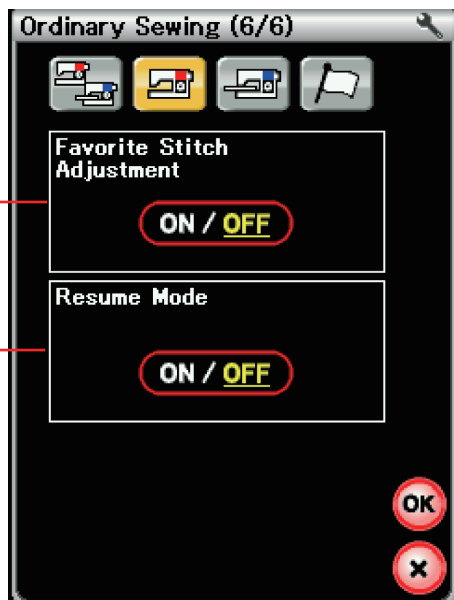 Ordinary Sewing (6/6)
Favorite Stitch
Adjustment
ON / OFF
Resume Mode
ON / OFF
OK
×